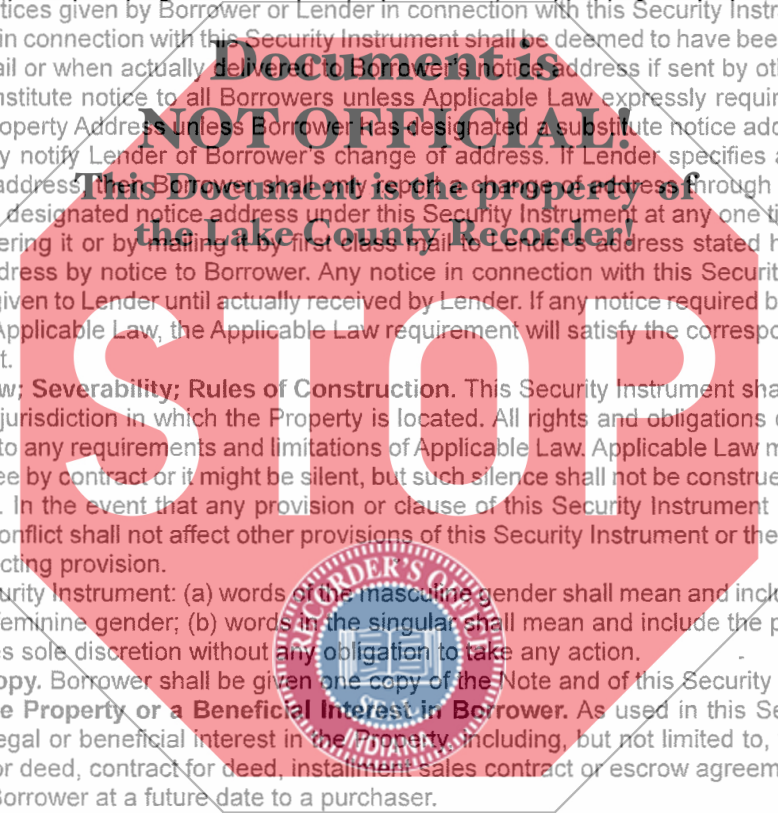 tices given by Borrower or Lender in connection with this Security Instr
in connection with this Security Instrument shall be deemed to have bee
Document is
ail or when actually delivered to Borrower's notice address if sent by ot
nstitute notice to all Borrowers unless Applicable Law expressly requir
NOT OFFICIAL!
operty Address unless Borrower has designated a substitute notice add
y notify Lender of Borrower's change of address. If Lender specifies a
This Document is the property of
address, then Borrower shall only report a change of address through
designated notice address under this Security Instrument at any one ti
the Lake County Recorder!
ering it or by mailing it by first class mail to Lender's address stated h
dress by notice to Borrower. Any notice in connection with this Securit
given to Lender until actually received by Lender. If any notice required b
Applicable Law, the Applicable Law requirement will satisfy the correspo
t.
STOP
w; Severability; Rules of Construction. This Security Instrument sha
jurisdiction in which the Property is located. All rights and obligations
to any requirements and limitations of Applicable Law. Applicable Law m
ee by contract or it might be silent, but such silence shall not be construe
. In the event that any provision or clause of this Security Instrument
onflict shall not affect other provisions of this Security Instrument or the
cting provision.
urity Instrument: (a) words of the masculine gender shall mean and inclu
feminine gender; (b) words in the singular shall mean and include the p
es sole discretion without any obligation to take any action.
RECORDER'S OFFICE
INDIANA
opy. Borrower shall be given one copy of the Note and of this Security
e Property or a Beneficial Interest in Borrower. As used in this Se
egal or beneficial interest in the Property, including, but not limited to,
or deed, contract for deed, installment sales contract or escrow agreem
Borrower at a future date to a purchaser.